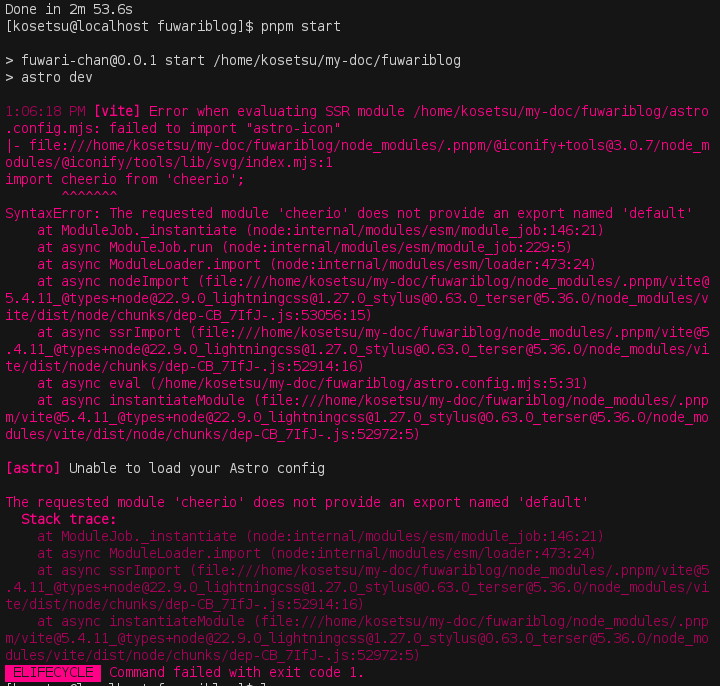 Done in 2m 53.6s
[kosetsu@localhost fuwariblog]$ pnpm start
> fuwari-chan@0.0.1 start /home/kosetsu/my-doc/fuwariblog
> astro dev
1:06:18 PM [vite] Error when evaluating SSR module /home/kosetsu/my-doc/fuwariblog/astro
.config.mjs: failed to import "astro-icon"
|- file:///home/kosetsu/my-doc/fuwariblog/node_modules/.pnpm/@iconify+tools@3.0.7/node_m
odules/@iconify/tools/lib/svg/index.mjs:1
import cheerio from 'cheerio';
       ^^^^^^^
SyntaxError: The requested module 'cheerio' does not provide an export named 'default'
    at ModuleJob._instantiate (node:internal/modules/esm/module_job:146:21)
    at async ModuleJob.run (node:internal/modules/esm/module_job:229:5)
    at async ModuleLoader.import (node:internal/modules/esm/loader:473:24)
    at async nodeImport (file:///home/kosetsu/my-doc/fuwariblog/node_modules/.pnpm/vite@
5.4.11_@types+node@22.9.0_lightningcss@1.27.0_stylus@0.63.0_terser@5.36.0/node_modules/vi
te/dist/node/chunks/dep-CB_7IfJ-.js:53056:15)
    at async ssrImport (file:///home/kosetsu/my-doc/fuwariblog/node_modules/.pnpm/vite@5
.4.11_@types+node@22.9.0_lightningcss@1.27.0_stylus@0.63.0_terser@5.36.0/node_modules/vi
te/dist/node/chunks/dep-CB_7IfJ-.js:52914:16)
    at async eval (/home/kosetsu/my-doc/fuwariblog/astro.config.mjs:5:31)
    at async instantiateModule (file:///home/kosetsu/my-doc/fuwariblog/node_modules/.pnp
m/vite@5.4.11_@types+node@22.9.0_lightningcss@1.27.0_stylus@0.63.0_terser@5.36.0/node_mo
dules/vite/dist/node/chunks/dep-CB_7IfJ-.js:52972:5)
[astro] Unable to load your Astro config
The requested module 'cheerio' does not provide an export named 'default'
  Stack trace:
    at ModuleJob._instantiate (node:internal/modules/esm/module_job:146:21)
    at async ModuleLoader.import (node:internal/modules/esm/loader:473:24)
    at async ssrImport (file:///home/kosetsu/my-doc/fuwariblog/node_modules/.pnpm/vite@5
.4.11_@types+node@22.9.0_lightningcss@1.27.0_stylus@0.63.0_terser@5.36.0/node_modules/vi
te/dist/node/chunks/dep-CB_7IfJ-.js:52914:16)
    at async instantiateModule (file:///home/kosetsu/my-doc/fuwariblog/node_modules/.pnp
m/vite@5.4.11_@types+node@22.9.0_lightningcss@1.27.0_stylus@0.63.0_terser@5.36.0/node_mo
dules/vite/dist/node/chunks/dep-CB_7IfJ-.js:52972:5)
 ELIFECYCLE  Command failed with exit code 1.